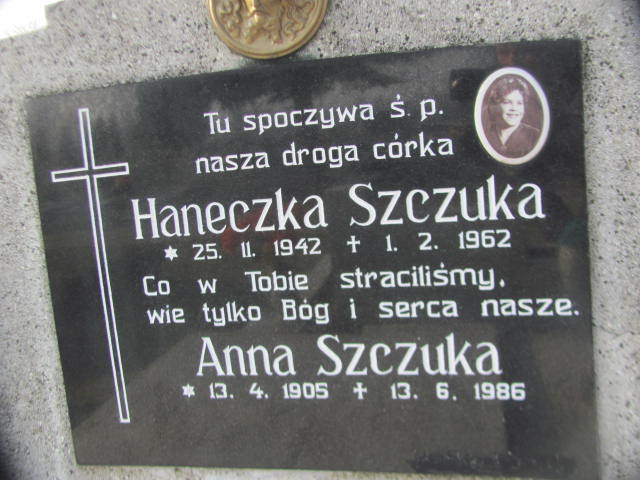 Tu spoczywa ś. p.
nasza droga córka
Haneczka Szczuka
* 25. 11. 1942 + 1. 2. 1962
Co w Tobie straciliśmy,
wie tylko Bóg i serca nasze.
Anna Szczuka
* 13. 4. 1905 + 13. 6. 1986